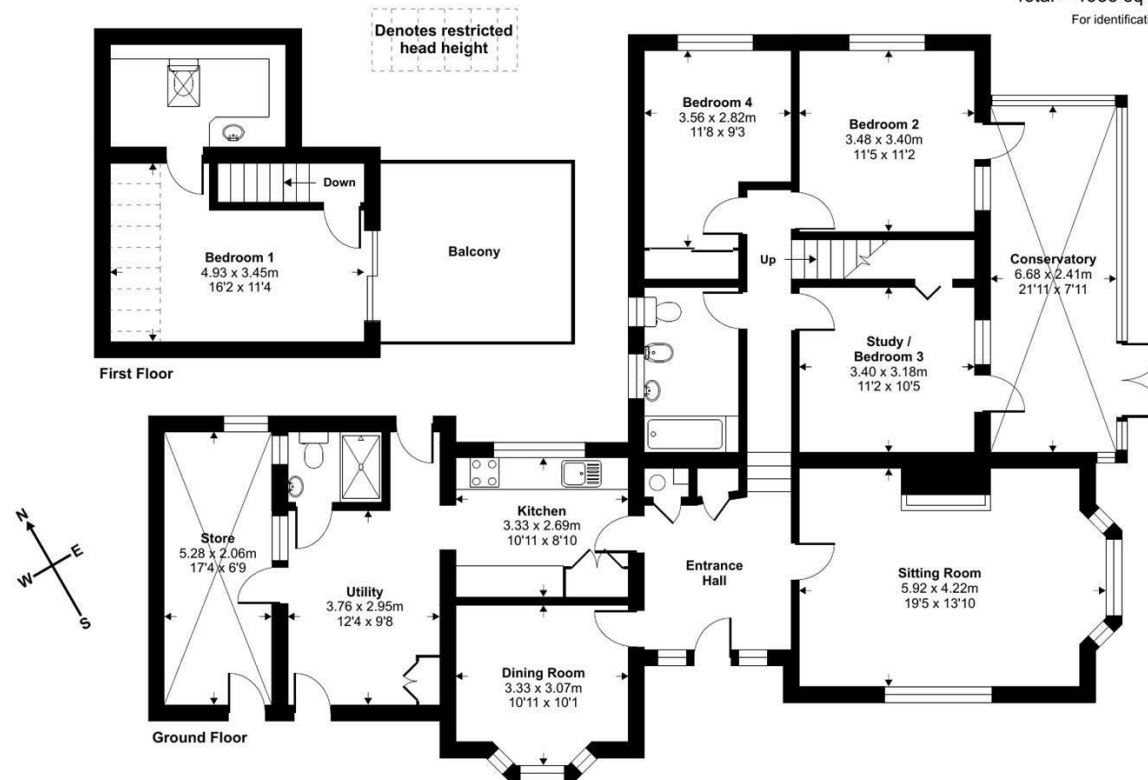 Denotes restricted
head height
For
Down
Bedroom 1
4.93 x 3.45m
16'2 x 11'4
Balcony
First Floor
Bedroom 4
3.56 x 2.82m
11'8 x 9'3
Bedroom 2
3.48 x 3.40m
11'5 x 11'2
Up
Conservatory
6.68 x 2.41m
21'11 x 7'11
Study /
Bedroom 3
3.40 x 3.18m
11'2 x 10'5
N
E
W
S
Store
5.28 x 2.06m
17'4 x 6'9
Utility
3.76 x 2.95m
12'4 x 9'8
Kitchen
3.33 x 2.69m
10'11 x 8'10
Entrance
Hall
Sitting Room
5.92 x 4.22m
19'5 x 13'10
Dining Room
3.33 x 3.07m
10'11 x 10'1
Ground Floor